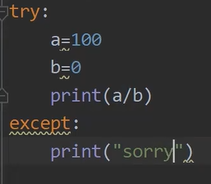 try:
    a=100
    b=0
    print(a/b)
except:
    print("sorry")